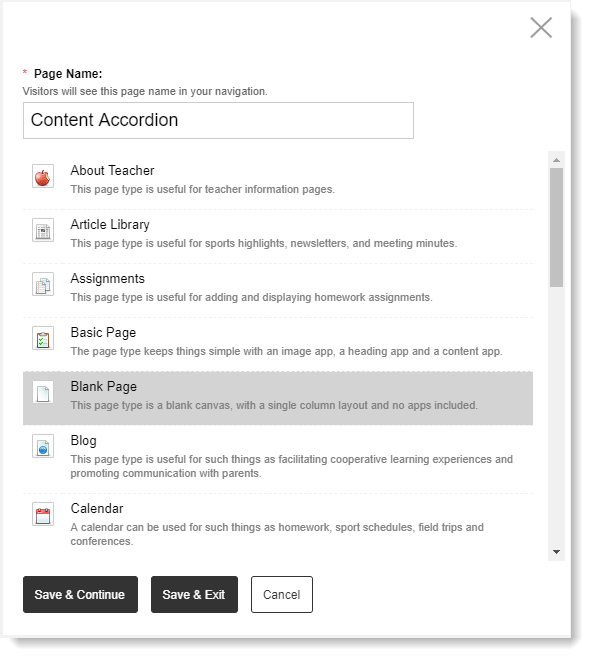 * Page Name:
Visitors will see this page name in your navigation.
Content Accordion
About Teacher
This page type is useful for teacher information pages.
Article Library
This page type is useful for sports highlights, newsletters, and meeting minutes.
Assignments
This page type is useful for adding and displaying homework assignments.
Basic Page
The page type keeps things simple with an image app, a heading app and a content app.
Blank Page
This page type is a blank canvas, with a single column layout and no apps included.
Blog
This page type is useful for such things as facilitating cooperative learning experiences and
promoting communication with parents.
Calendar
A calendar can be used for such things as homework, sport schedules, field trips and
conferences.
Save & Continue Save & Exit Cancel